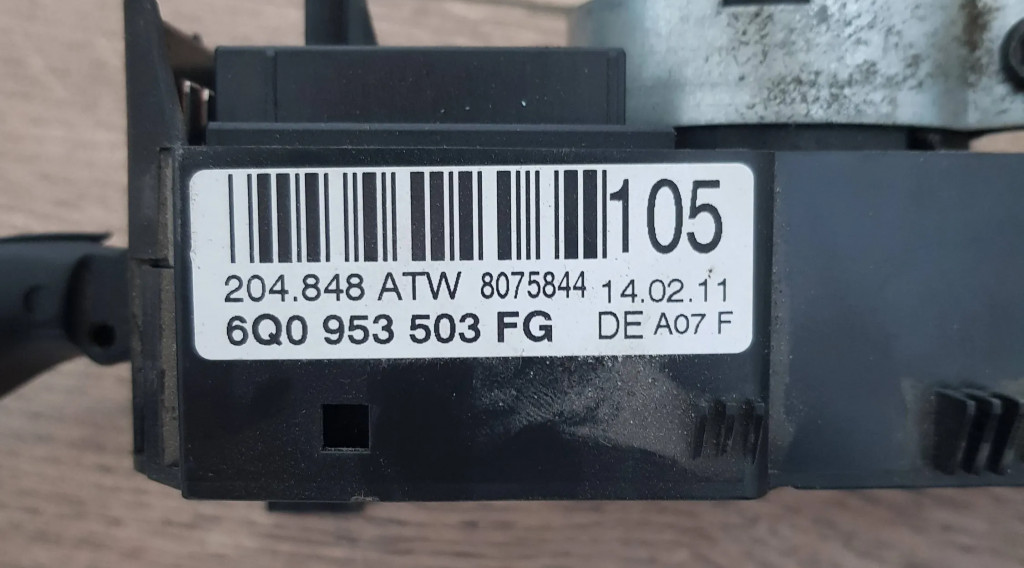 105
204.848 ATW 8075844 14.02.11
6Q0 953 503 FG DE A07 F